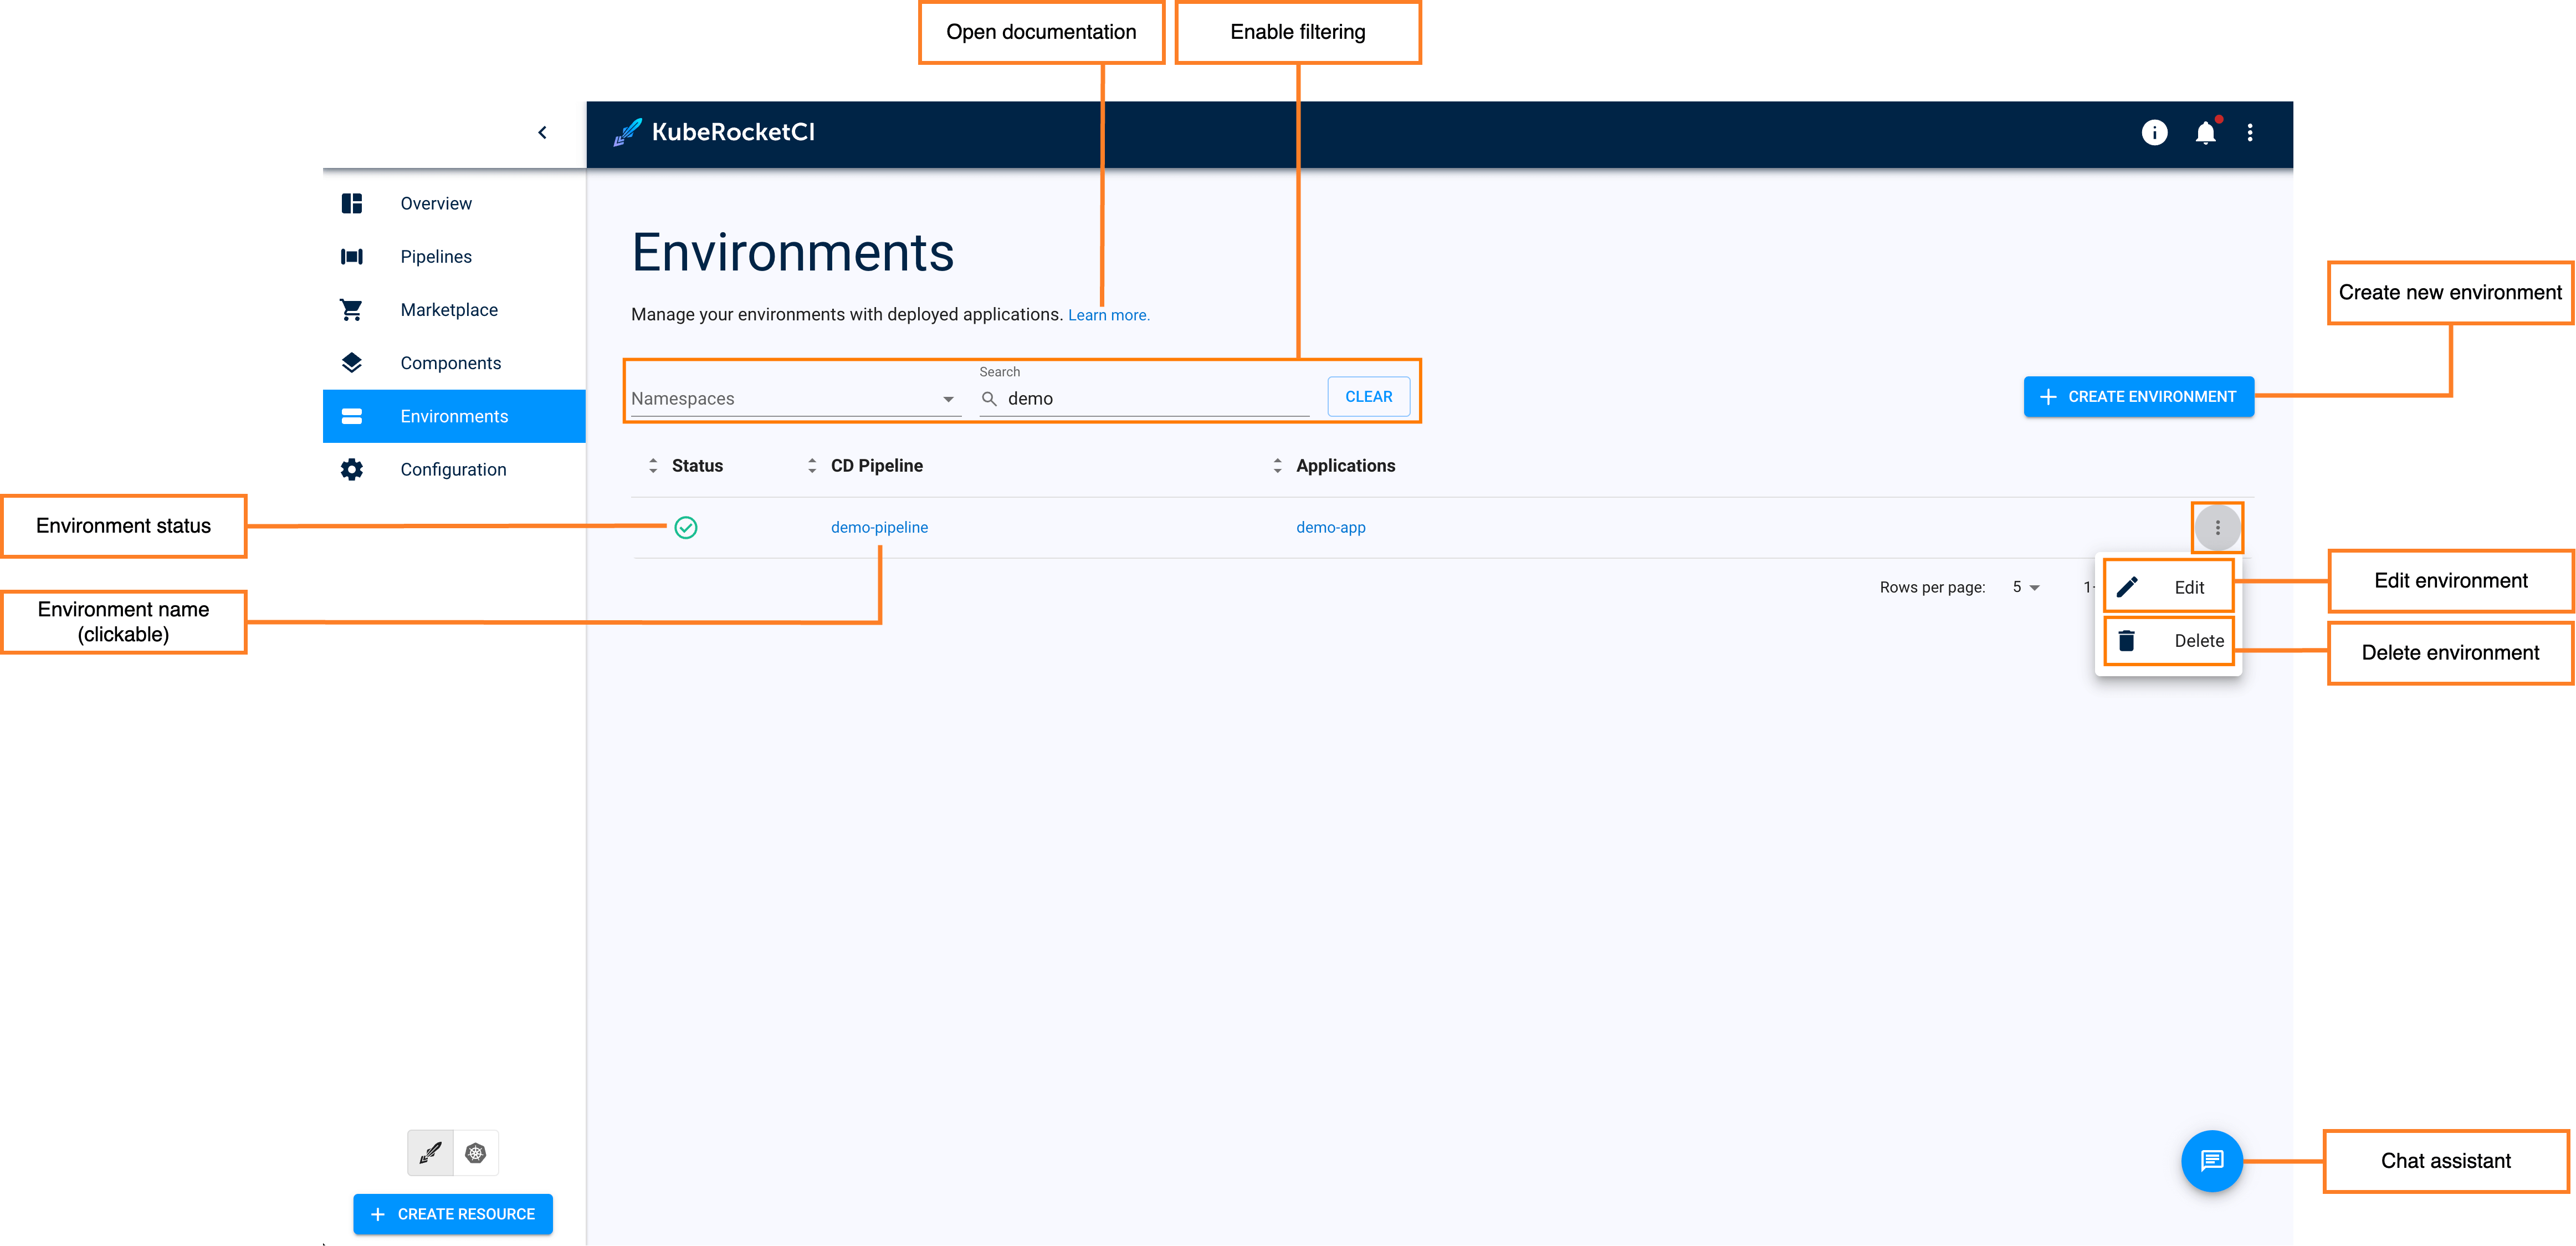 Open documentation
Enable filtering
KubeRocketCI
Overview
Pipelines
Marketplace
Components
Environments
Configuration
Environments
Manage your environments with deployed applications. Learn more.
Create new environment
Namespaces
Search
demo
CLEAR
CREATE ENVIRONMENT
Status
CD Pipeline
Applications
Environment status
demo-pipeline
demo-app
Environment name
(clickable)
Rows per page:
5
1-
Edit
Delete
Edit environment
Delete environment
Chat assistant
CREATE RESOURCE